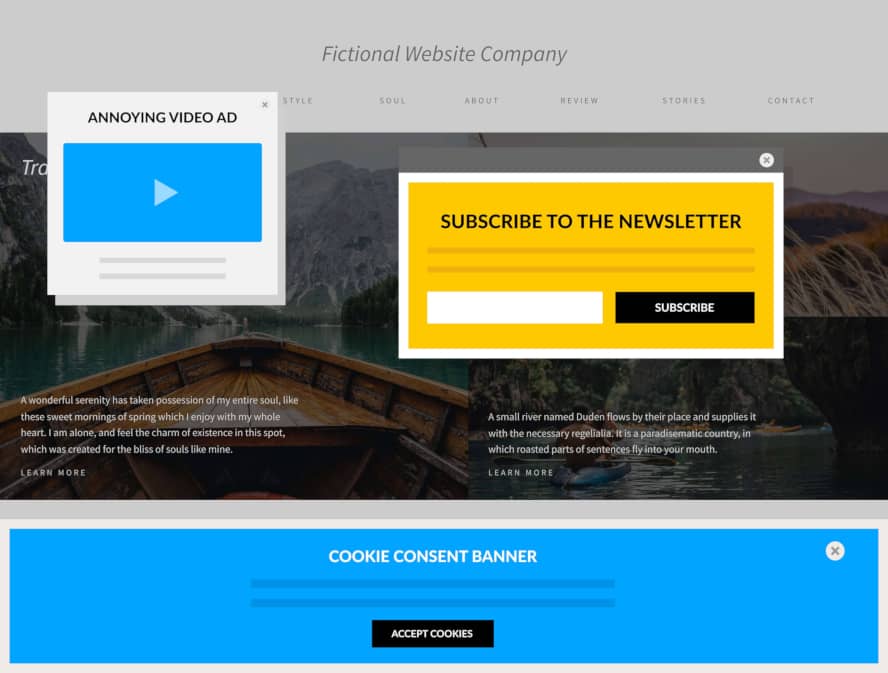 Fictional Website Company
STYLE SOUL ABOUT REVIEW STORIES CONTACT
ANNOYING VIDEO AD
Tra
SUBSCRIBE TO THE NEWSLETTER
SUBSCRIBE
A wonderful serenity has taken possession of my entire soul, like
these sweet mornings of spring which I enjoy with my whole
heart. I am alone, and feel the charm of existence in this spot,
which was created for the bliss of souls like mine.
LEARN MORE
A small river named Duden flows by their place and supplies it
with the necessary regelialia. It is a paradisematic country, in
which roasted parts of sentences fly into your mouth.
LEARN MORE
COOKIE CONSENT BANNER
ACCEPT COOKIES